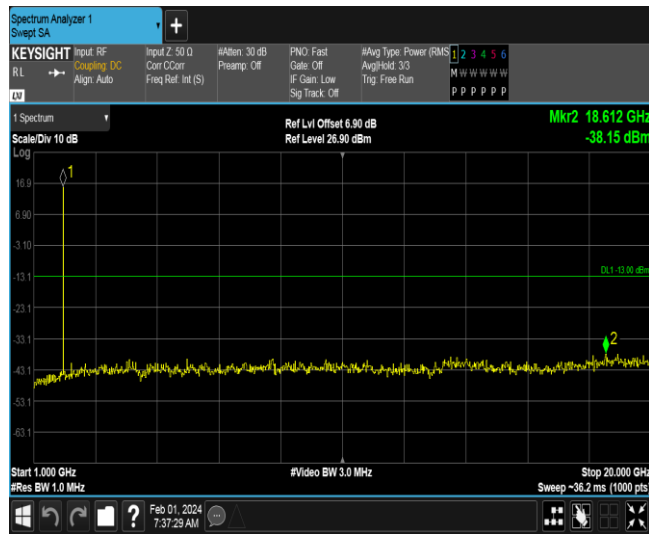 Spectrum Analyzer 1
Swept SA
+
KEYSIGHT
RL
LXI
Input: RF
Coupling: DC
Align: Auto
Input Z: 50 Ω
Corr CCorr
Freq Ref: Int (S)
#Atten: 30 dB
Preamp: Off
PNO: Fast
Gate: Off
IF Gain: Low
Sig Track: Off
#Avg Type: Power (RMS
Avg|Hold: 3/3
Trig: Free Run
1 2 3 4 5 6
M W W W W W
P P P P P P
1 Spectrum
Scale/Div 10 dB
Log
Ref Lvl Offset 6.90 dB
Ref Level 26.90 dBm
Mkr2 18.612 GHz
-38.15 dBm
1
16.9
6.90
-3.10
-13.1
DL1 -13.00 dBm
-23.1
-33.1
2
-43.1
-53.1
-63.1
Start 1.000 GHz
#Res BW 1.0 MHz
#Video BW 3.0 MHz
Stop 20.000 GHz
Sweep ~36.2 ms (1000 pts)
?
Feb 01, 2024
7:37:29 AM